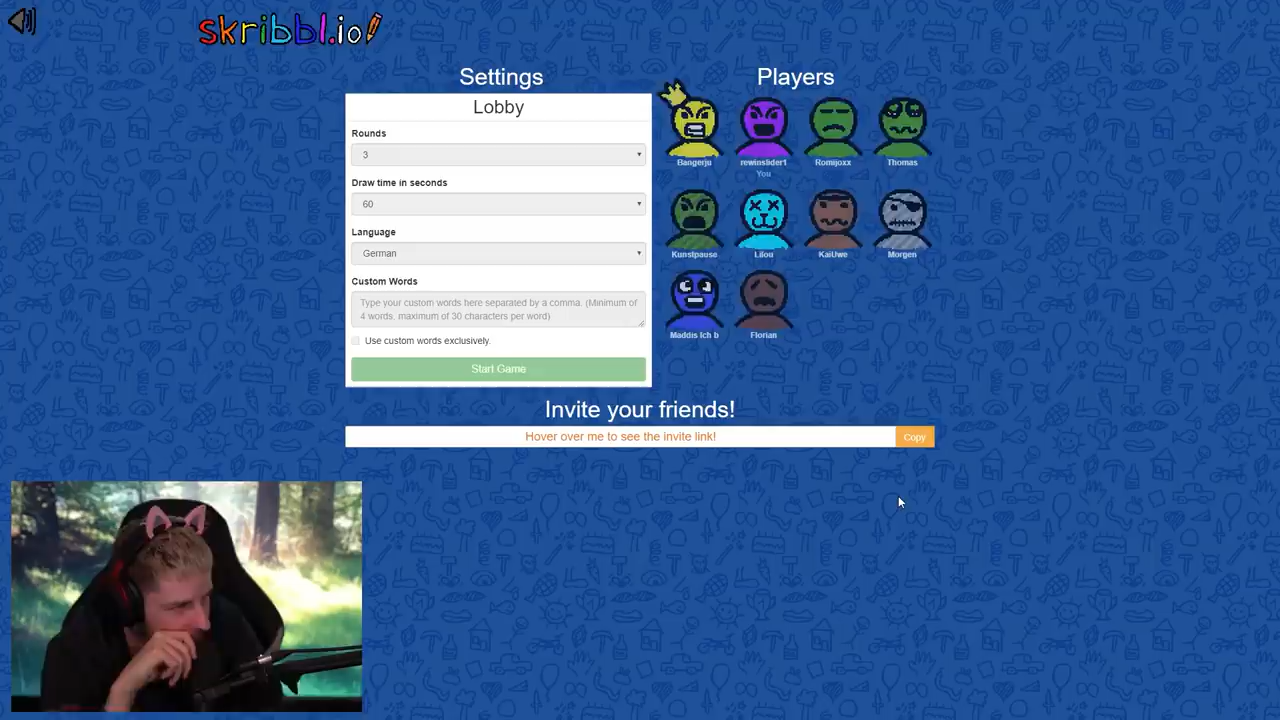 skribbl.io
Settings
Players
Lobby
Rounds
3
Draw time in seconds
60
Language
German
Custom Words
Type your custom words here separated by a comma. (Minimum of
4 words, maximum of 30 characters per word)
Use custom words exclusively.
Start Game
Bangerju
rewinslider1
Romijoxx
Thomas
You
Kunstpause
Lilou
KaiUwe
Morgen
Maddis Ich b
Florian
Invite your friends!
Hover over me to see the invite link!
Copy